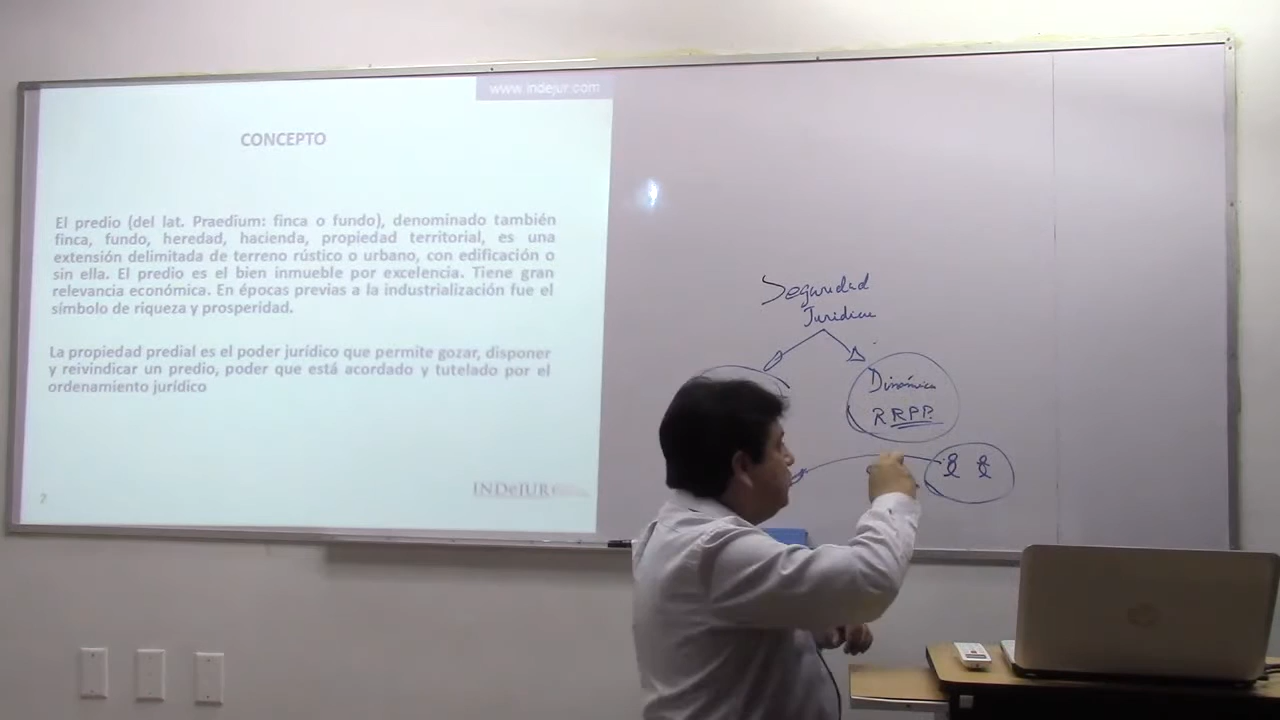 www.indejur.com
CONCEPTO
El predio (del lat. Praedium: finca o fundo), denominado también
finca, fundo, heredad, hacienda, propiedad territorial, es una
extensión delimitada de terreno rústico o urbano, con edificación o
sin ella. El predio es el bien inmueble por excelencia. Tiene gran
relevancia económica. En épocas previas a la industrialización fue el
símbolo de riqueza y prosperidad.
La propiedad predial es el poder jurídico que permite gozar, disponer
y reivindicar un predio, poder que está acordado y tutelado por el
ordenamiento jurídico
INDeJUR
Seguridad
Jurídica
Dinámica
RRPP.